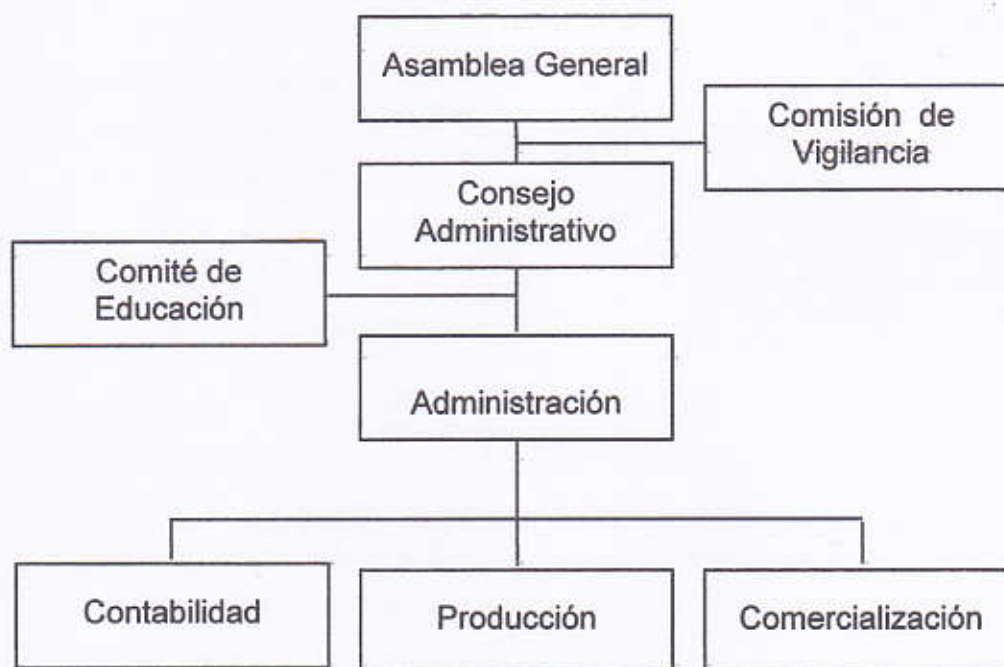 Asamblea General
Comisión de
Vigilancia
Consejo
Administrativo
Comité de
Educación
Administración
Contabilidad
Producción
Comercialización